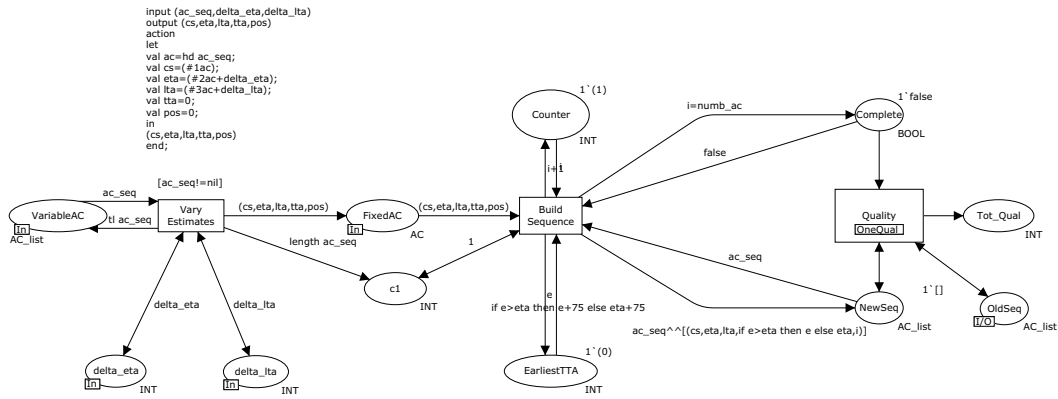 input (ac_seq,delta_eta,delta_lta)
output (cs,eta,lta,tta,pos)
action
let
val ac=hd ac_seq;
val cs=(#1ac);
val eta=(#2ac+delta_eta);
val lta=(#3ac+delta_lta);
val tta=0;
val pos=0;
in
(cs,eta,lta,tta,pos)
end;
[ac_seq!=nil]
ac_seq
VariableAC
In
AC_list
tl ac_seq
Vary
Estimates
(cs,eta,lta,tta,pos)
length ac_seq
FixedAC
In
AC
(cs,eta,lta,tta,pos)
1
c1
INT
delta_eta
delta_lta
delta_eta
In
INT
delta_lta
In
INT
1`(1)
Counter
INT
i+1
i
Build
Sequence
e
if e>eta then e+75 else eta+75
1`(0)
EarliestTTA
INT
i=numb_ac
false
1`false
Complete
BOOL
ac_seq
ac_seq^^[(cs,eta,lta,if e>eta then e else eta,i)]
NewSeq
AC_list
Quality
OneQual
Tot_Qual
INT
1`[]
OldSeq
I/O
AC_list